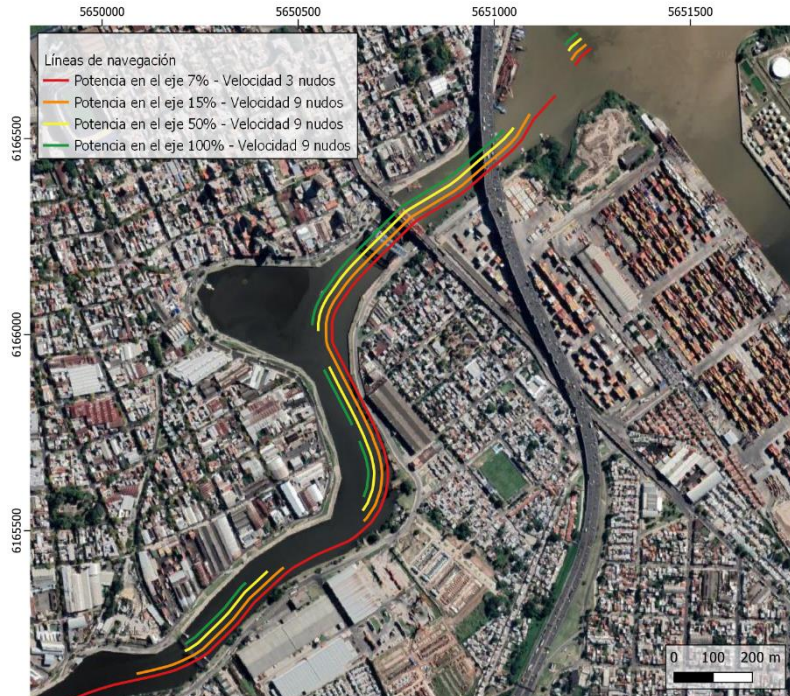 5650000 5650500 5651000 5651500
Líneas de navegación
Potencia en el eje 7% - Velocidad 3 nudos
Potencia en el eje 15% - Velocidad 9 nudos
Potencia en el eje 50% - Velocidad 9 nudos
Potencia en el eje 100% - Velocidad 9 nudos
6166500
6166000
6165500
0 100 200 m